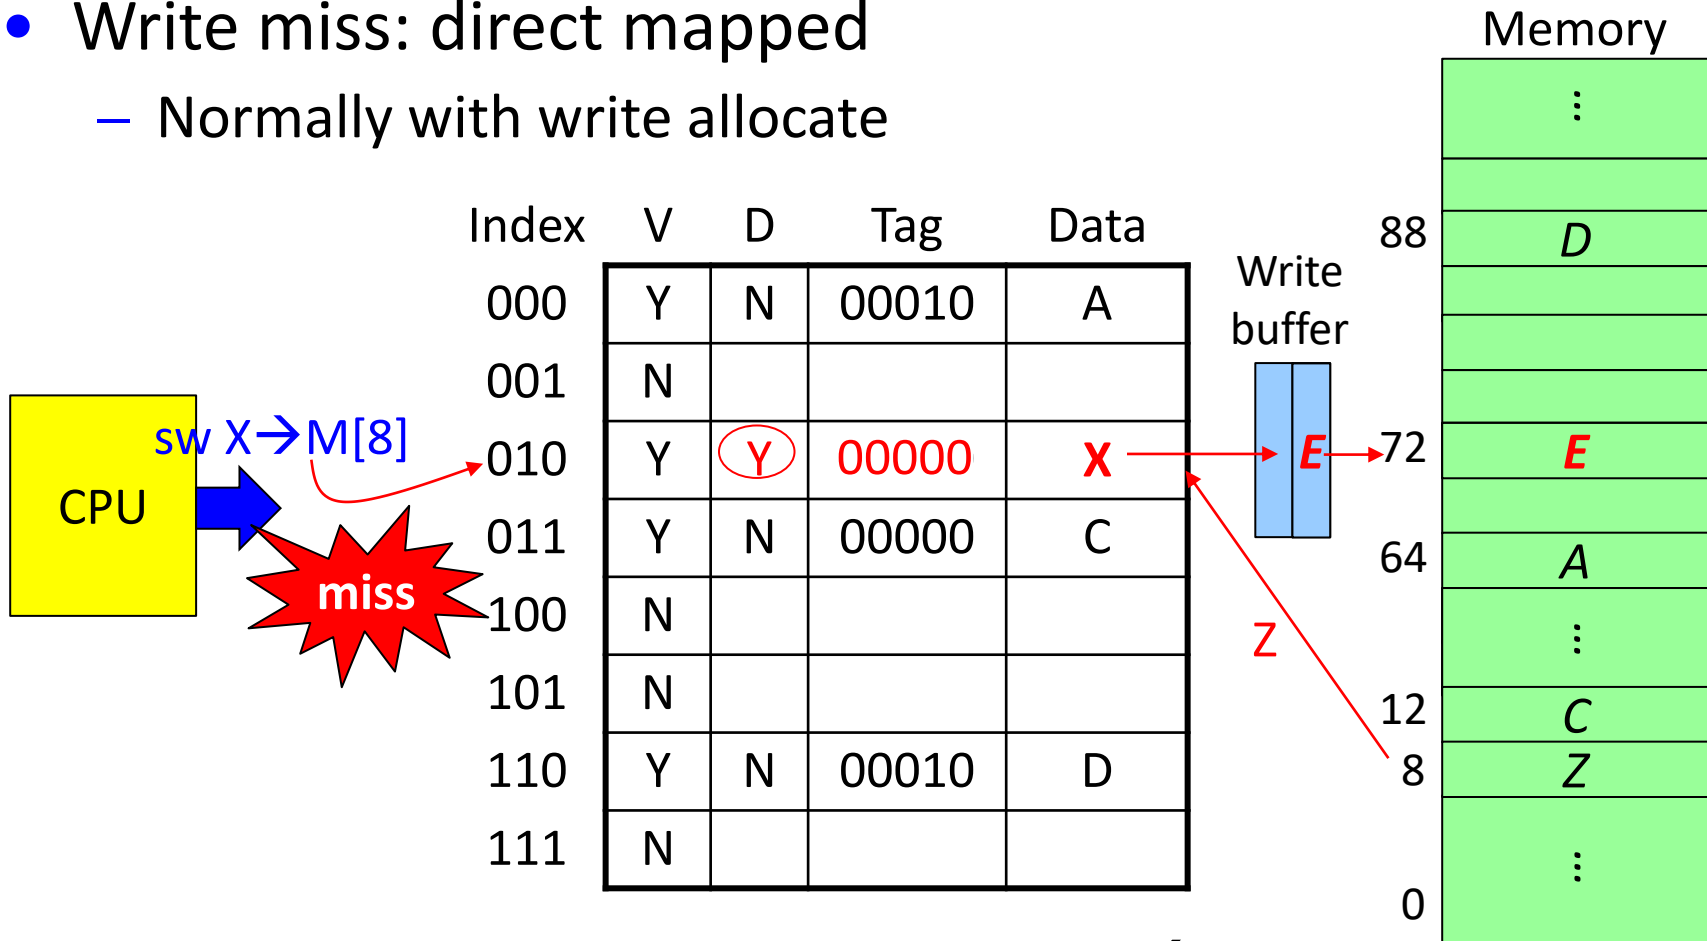 • Write miss: direct mapped
– Normally with write allocate
Memory
⋮
Index V D Tag Data
88 D
Write
buffer
000 Y N 00010 A
001 N
sw X→M[8]
010 Y Y 00000 X
E
72 E
CPU
011 Y N 00000 C
64 A
miss
100 N
Z
⋮
101 N
12 C
110 Y N 00010 D
8 Z
111 N
⋮
0